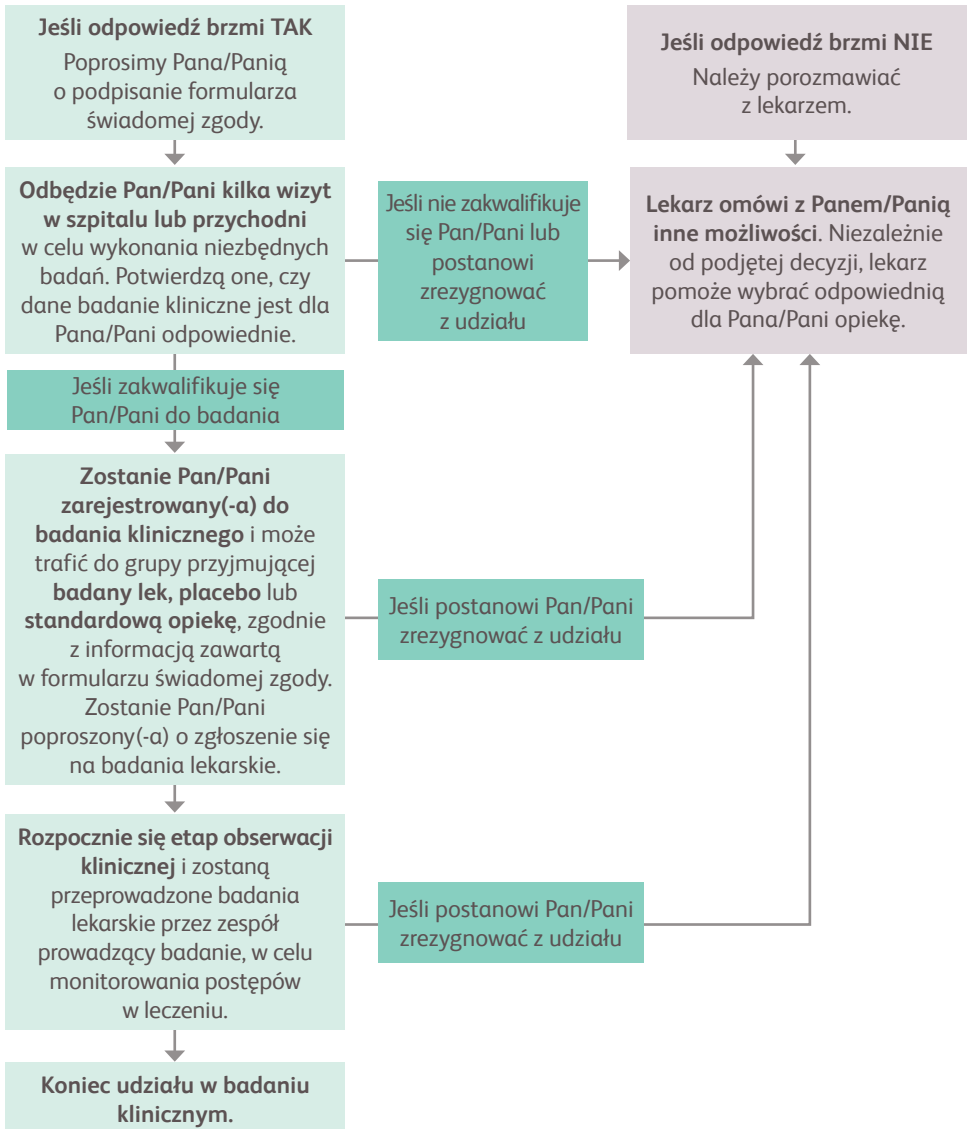 Jeśli odpowiedź brzmi TAK
Poprosimy Pana/Panią
o podpisanie formularza
świadomej zgody.
Jeśli odpowiedź brzmi NIE
Należy porozmawiać
z lekarzem.
Odbędzie Pan/Pani kilka wizyt
w szpitalu lub przychodni
w celu wykonania niezbędnych
badań. Potwierdzą one, czy
dane badanie kliniczne jest dla
Pana/Pani odpowiednie.
Jeśli nie zakwalifikuje
się Pan/Pani lub
postanowi
zrezygnować
z udziału
Lekarz omówi z Panem/Panią
inne możliwości. Niezależnie
od podjętej decyzji, lekarz
pomoże wybrać odpowiednią
dla Pana/Pani opiekę.
Jeśli zakwalifikuje się
Pan/Pani do badania
Zostanie Pan/Pani
zarejestrowany(-a) do
badania klinicznego i może
trafić do grupy przyjmującej
badany lek, placebo lub
standardową opiekę, zgodnie
z informacją zawartą
w formularzu świadomej zgody.
Zostanie Pan/Pani
poproszony(-a) o zgłoszenie się
na badania lekarskie.
Jeśli postanowi Pan/Pani
zrezygnować z udziału
Rozpocznie się etap obserwacji
klinicznej i zostaną
przeprowadzone badania
lekarskie przez zespół
prowadzący badanie, w celu
monitorowania postępów
w leczeniu.
Jeśli postanowi Pan/Pani
zrezygnować z udziału
Koniec udziału w badaniu
klinicznym.